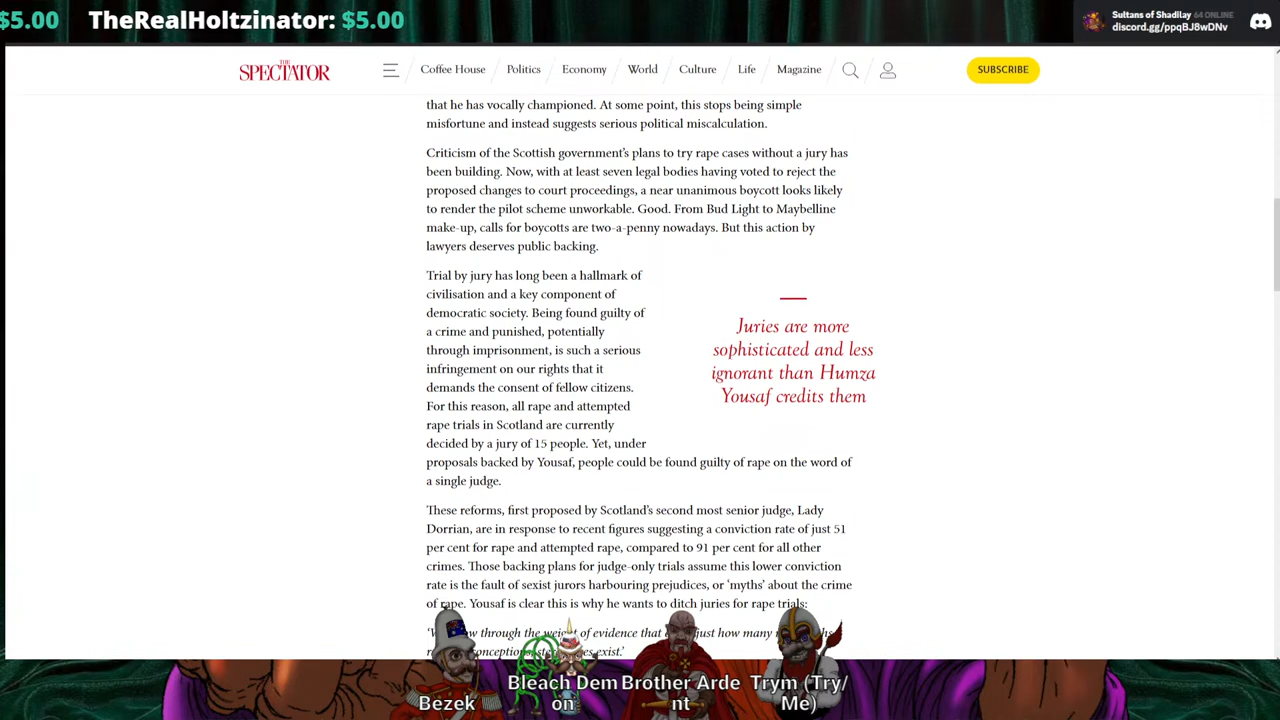 $5.00 TheRealHoltzinator: $5.00
Sultans of Shadilay 64 ONLINE
discord.gg/ppqBJ8wDNv
THE SPECTATOR
Coffee House Politics Economy World Culture Life Magazine SUBSCRIBE
that he has vocally championed. At some point, this stops being simple
misfortune and instead suggests serious political miscalculation.
Criticism of the Scottish government's plans to try rape cases without a jury has
been building. Now, with at least seven legal bodies having voted to reject the
proposed changes to court proceedings, a near unanimous boycott looks likely
to render the pilot scheme unworkable. Good. From Bud Light to Maybelline
make-up, calls for boycotts are two-a-penny nowadays. But this action by
lawyers deserves public backing.
Trial by jury has long been a hallmark of
civilisation and a key component of
democratic society. Being found guilty of
a crime and punished, potentially
through imprisonment, is such a serious
infringement on our rights that it
demands the consent of fellow citizens.
For this reason, all rape and attempted
rape trials in Scotland are currently
decided by a jury of 15 people. Yet, under
proposals backed by Yousaf, people could be found guilty of rape on the word of
a single judge.
Juries are more
sophisticated and less
ignorant than Humza
Yousaf credits them
These reforms, first proposed by Scotland's second most senior judge, Lady
Dorrian, are in response to recent figures suggesting a conviction rate of just 51
per cent for rape and attempted rape, compared to 91 per cent for all other
crimes. Those backing plans for judge-only trials assume this lower conviction
rate is the fault of sexist jurors harbouring prejudices, or 'myths' about the crime
of rape. Yousaf is clear this is why he wants to ditch juries for rape trials:
through the weight of evidence that just how many
exist.'
Bezek
Bleach Dem
on
Brother Arde
nt
Trym (Try/
Me)